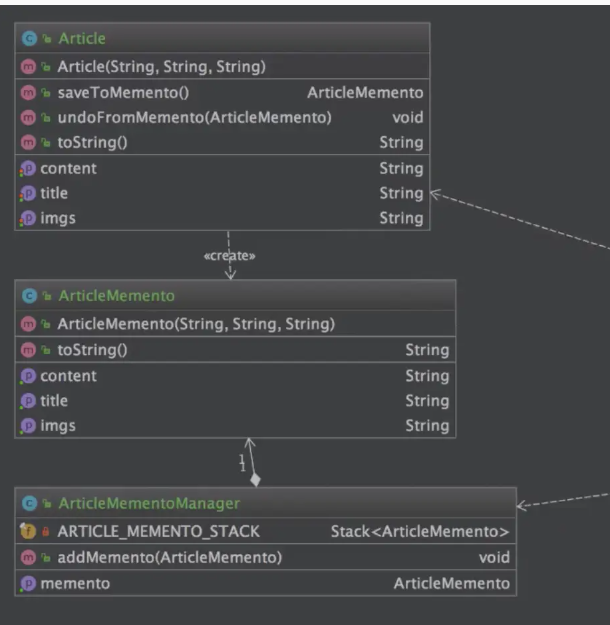 Article
Article(String, String, String)
saveToMemento() ArticleMemento
undoFromMemento(ArticleMemento) void
toString() String
content String
title String
imgs String
«create»
ArticleMemento
ArticleMemento(String, String, String)
toString() String
content String
title String
imgs String
1
1
ArticleMementoManager
ARTICLE_MEMENTO_STACK Stack<ArticleMemento>
addMemento(ArticleMemento) void
memento ArticleMemento